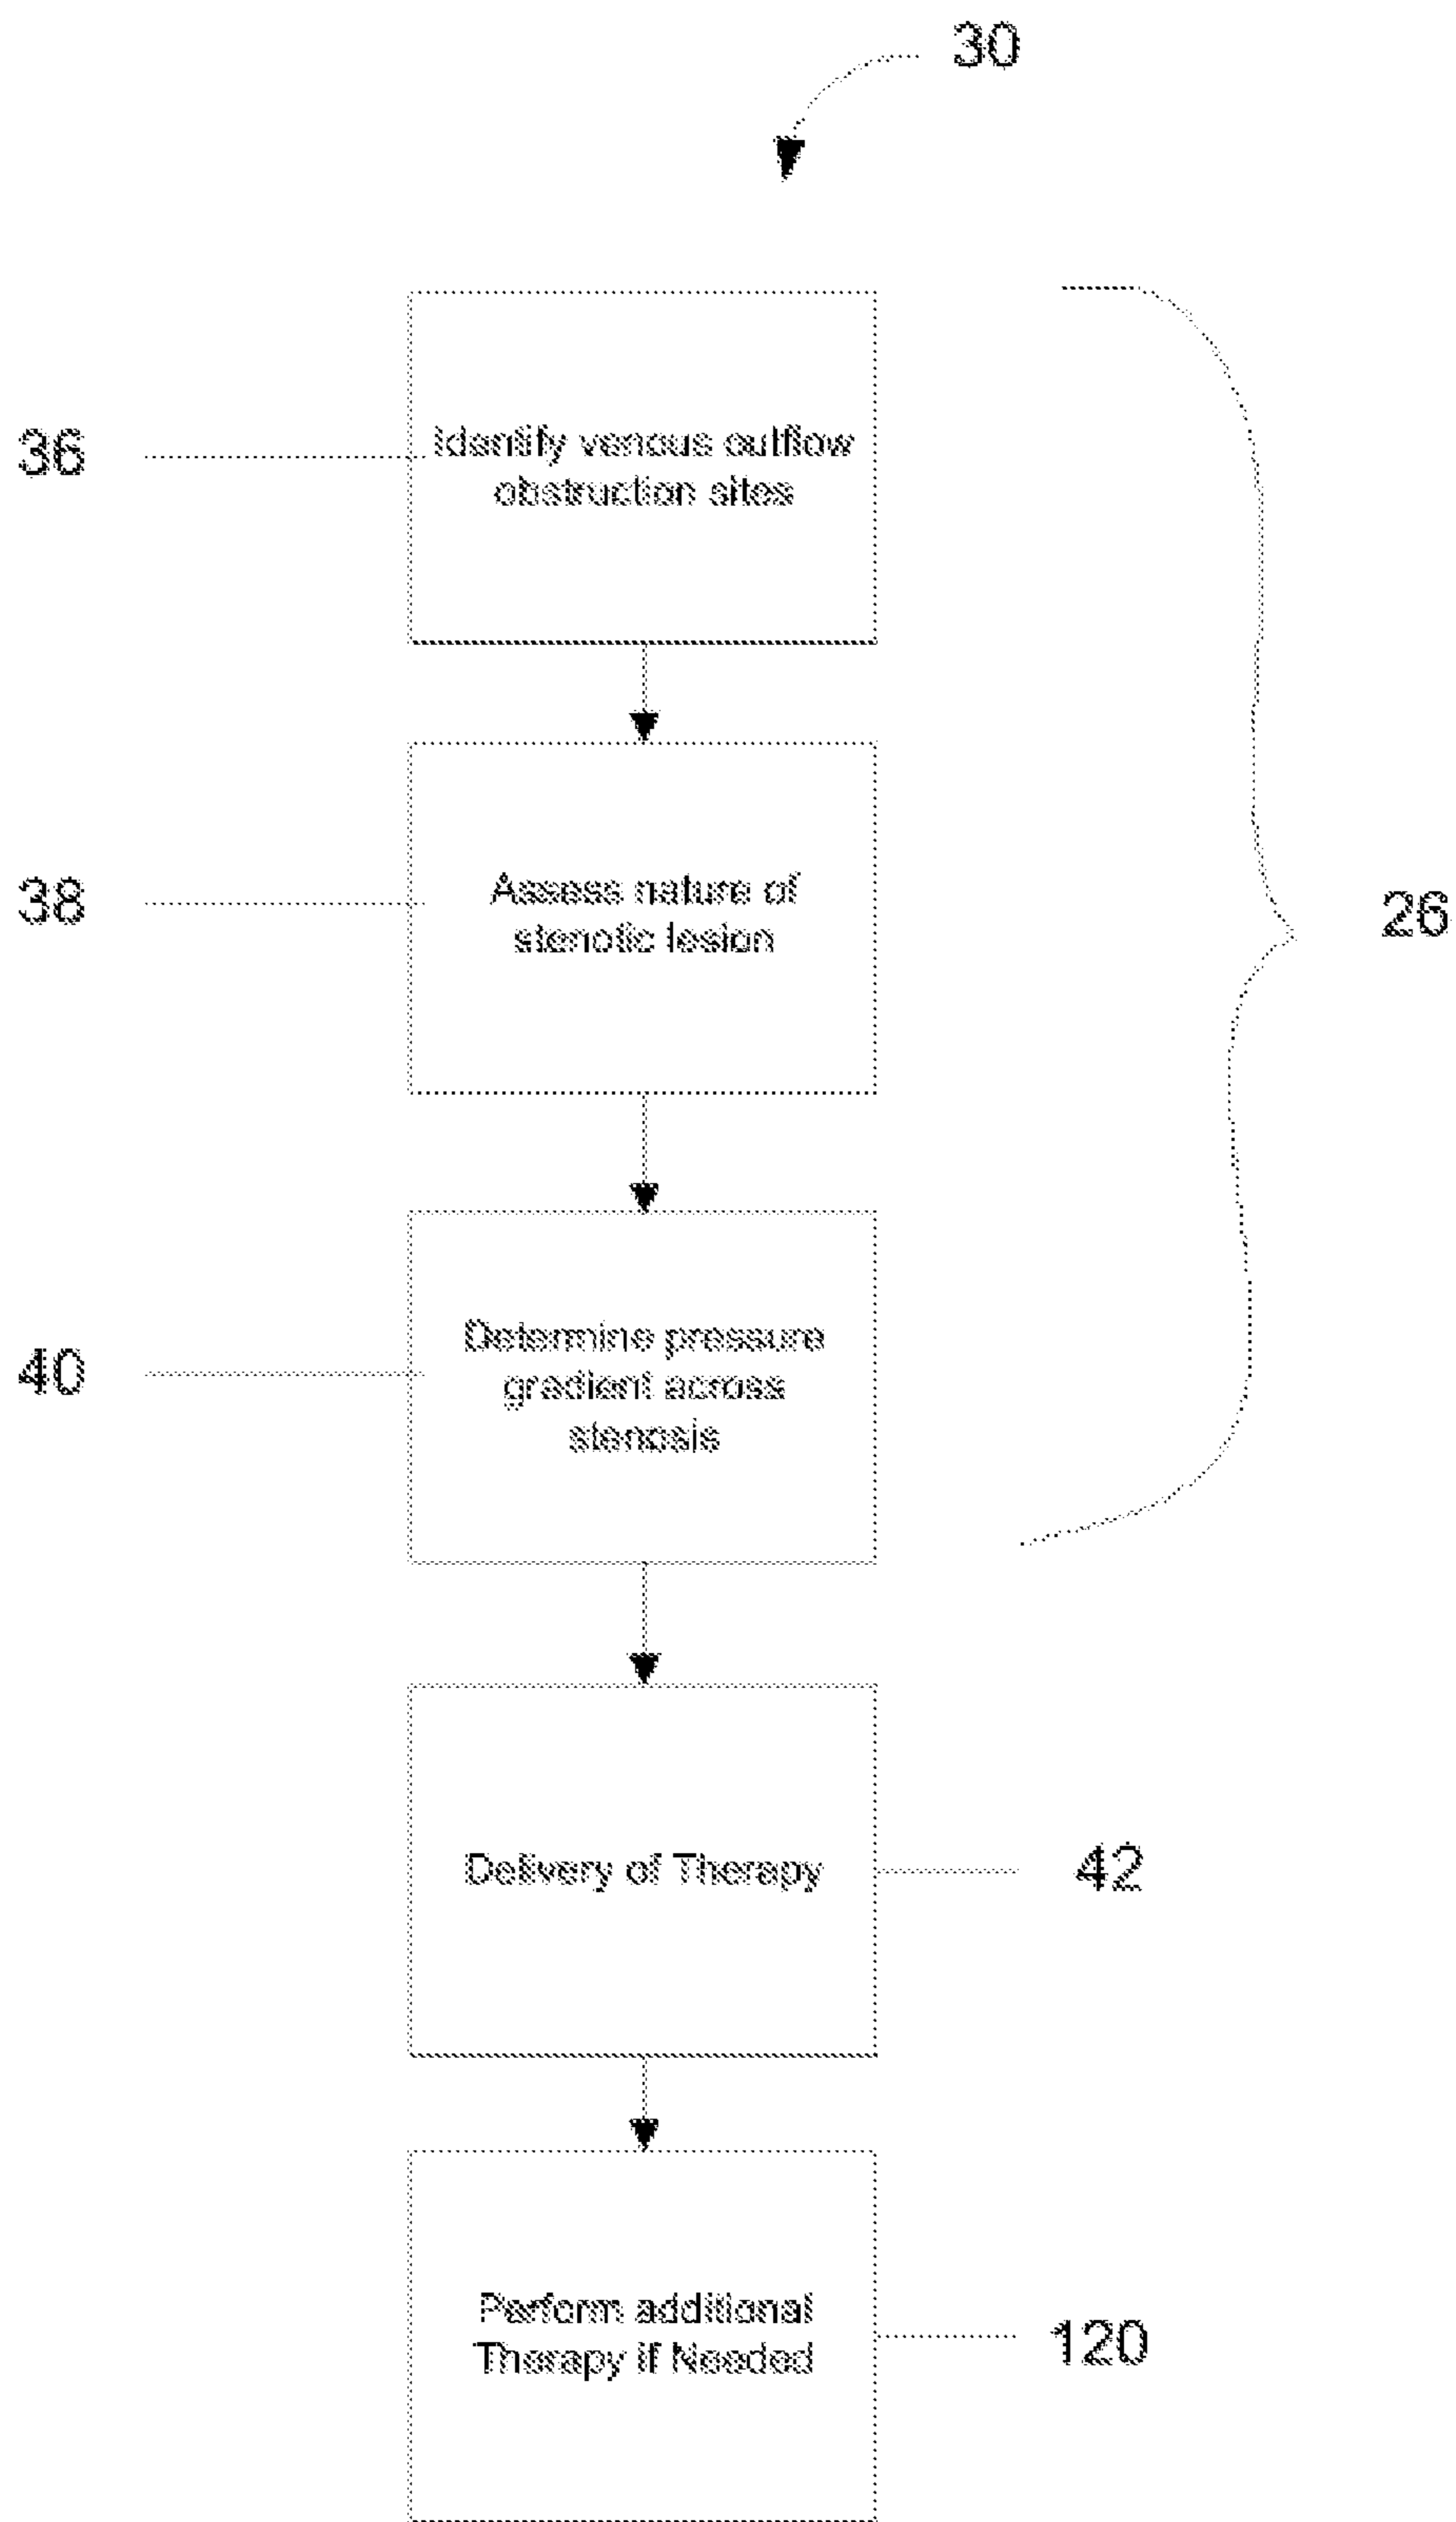 30
36
Identify venous outflow
obstruction sites
38
Assess nature of
stenotic lesion
26
40
Determine pressure
gradient across
stenosis
Delivery of Therapy
42
Perform additional
Therapy if Needed
120